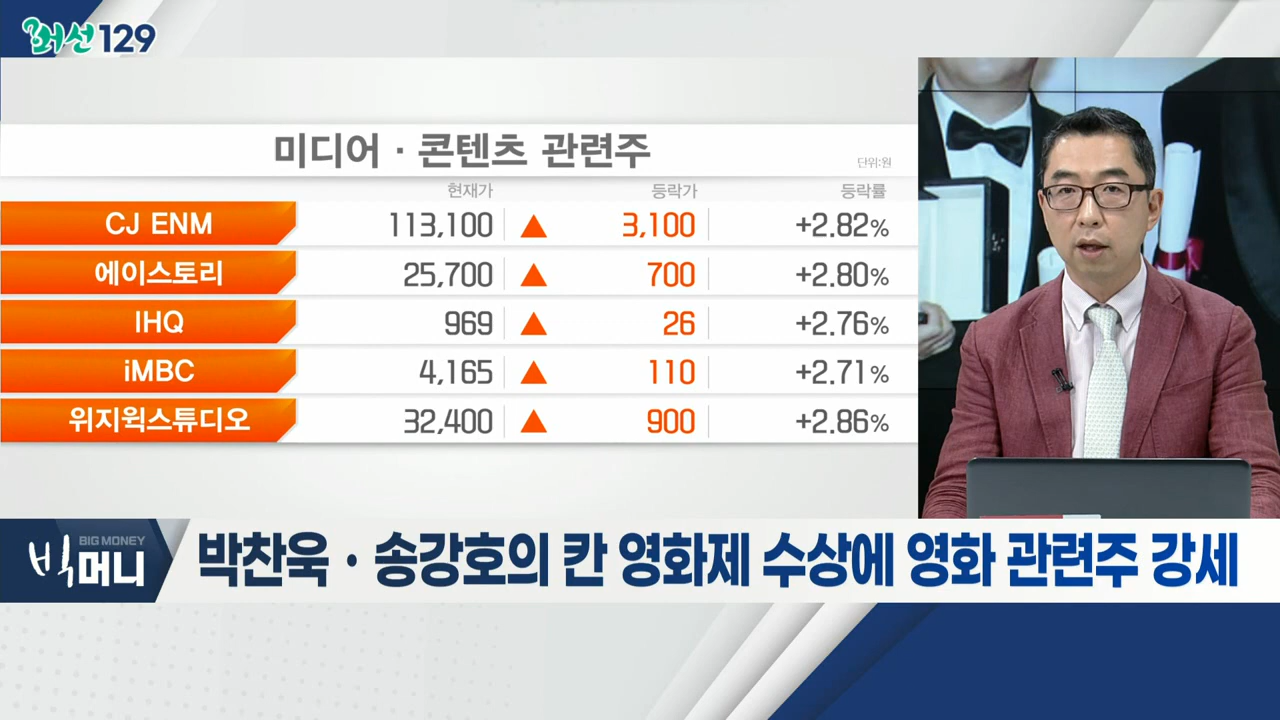 머선129
미디어 · 콘텐츠 관련주
단위:원
현재가 등락가 등락률
CJ ENM 113,100 ▲ 3,100 +2.82%
에이스토리 25,700 ▲ 700 +2.80%
IHQ 969 ▲ 26 +2.76%
iMBC 4,165 ▲ 110 +2.71%
위지윅스튜디오 32,400 ▲ 900 +2.86%
BIG MONEY
빅머니
박찬욱 · 송강호의 칸 영화제 수상에 영화 관련주 강세